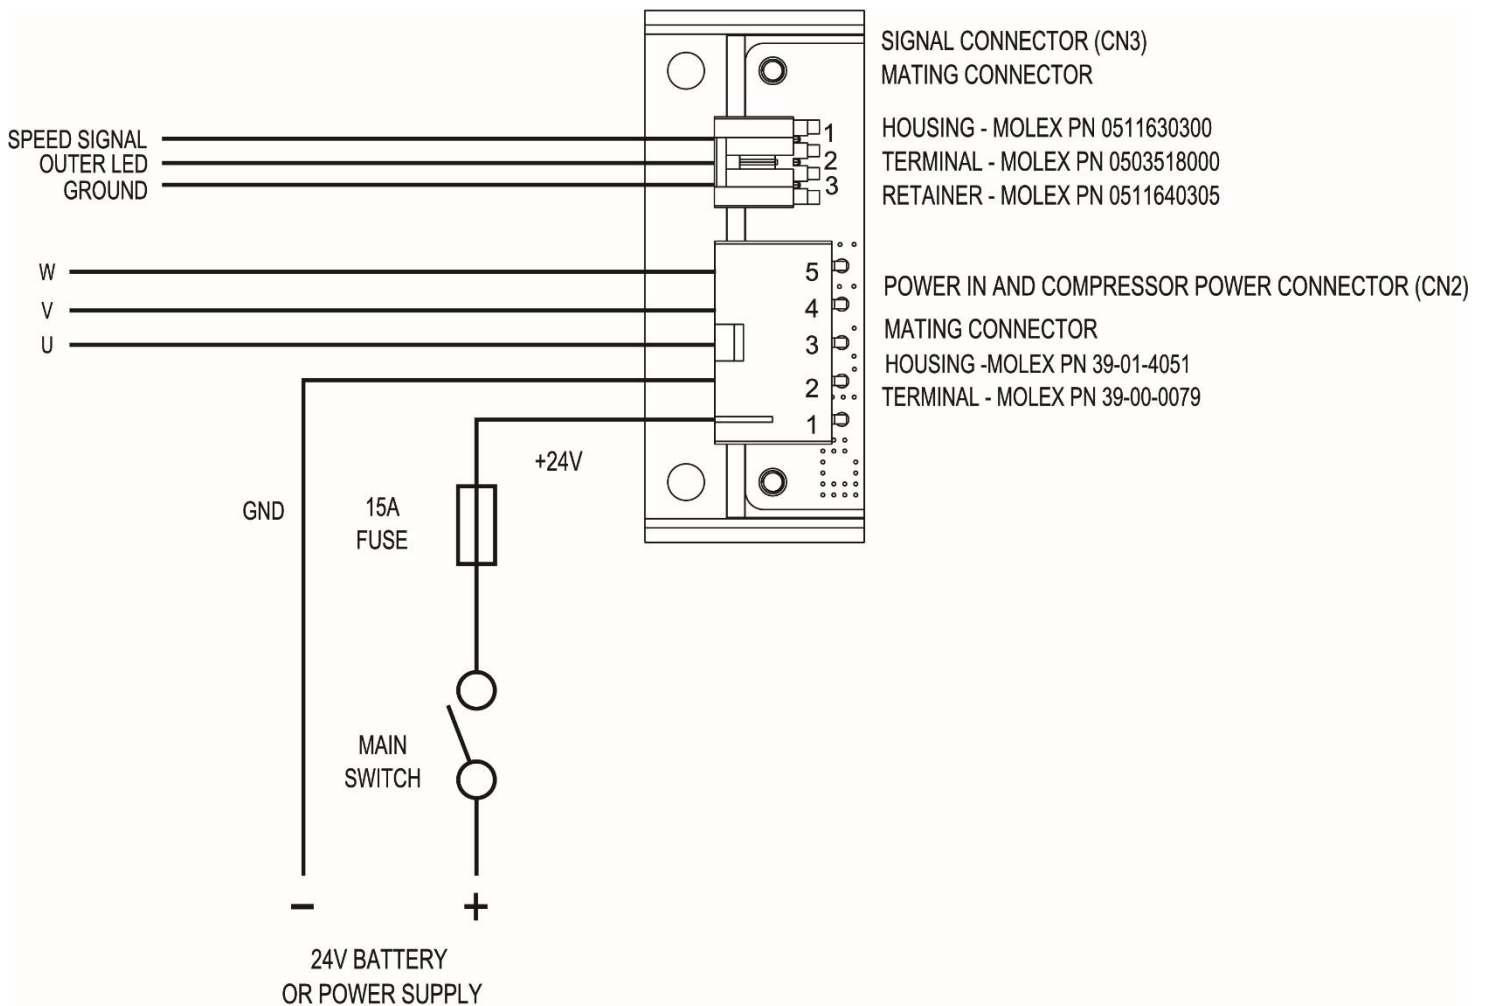 SIGNAL CONNECTOR (CN3)
MATING CONNECTOR
HOUSING - MOLEX PN 0511630300
TERMINAL - MOLEX PN 0503518000
RETAINER - MOLEX PN 0511640305
SPEED SIGNAL
OUTER LED
GROUND
1
2
3
W
V
U
5
4
3
2
1
POWER IN AND COMPRESSOR POWER CONNECTOR (CN2)
MATING CONNECTOR
HOUSING -MOLEX PN 39-01-4051
TERMINAL - MOLEX PN 39-00-0079
+24V
GND
15A
FUSE
MAIN
SWITCH
− +
24V BATTERY
OR POWER SUPPLY